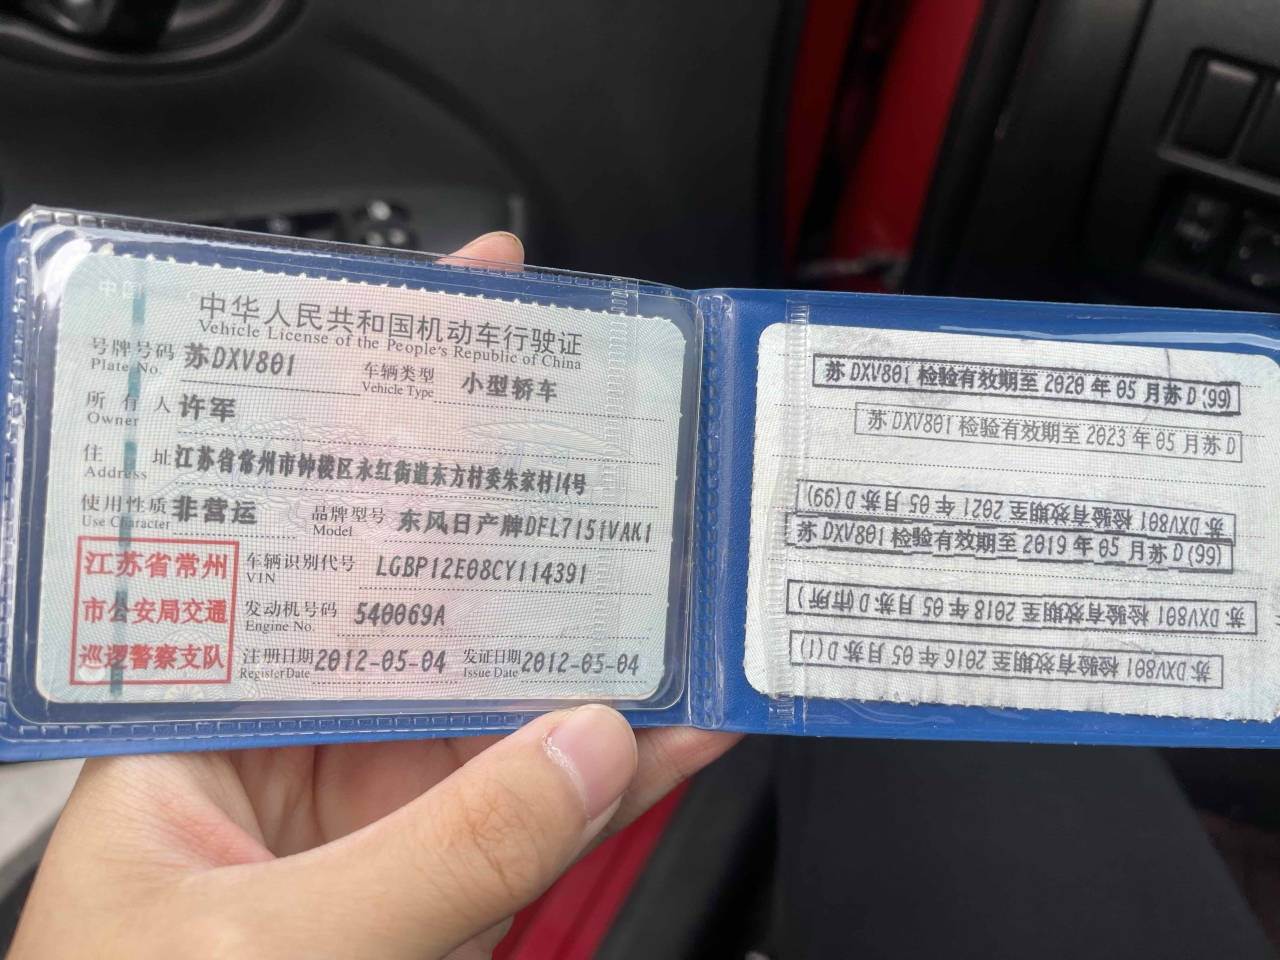 中华人民共和国机动车行驶证
Vehicle License of the People's Republic of China
号牌号码 苏DXV801 车辆类型 小型轿车
Plate No. Vehicle Type
所有人 许军
Owner
住址 江苏省常州市钟楼区永红街道东方村委朱家村14号
Address
使用性质 非营运 品牌型号 东风日产牌DFL7151VAK1
Use Character Model
江苏省常州
市公安局交通
巡逻警察支队
车辆识别代号 LGBP12E08CY114391
VIN
发动机号码 540069A
Engine No.
注册日期 2012-05-04 发证日期 2012-05-04
Register Date Issue Date
苏DXV801 检验有效期至 2020 年 05 月苏D(99)
苏DXV801 检验有效期至 2023 年 05 月苏D
苏DXV801 检验有效期至 2021 年 05 月苏D(99)
苏DXV801 检验有效期至 2019 年 05 月苏D(99)
苏DXV801 检验有效期至 2018 年 05 月苏D
苏DXV801 检验有效期至 2016 年 05 月苏D(1)